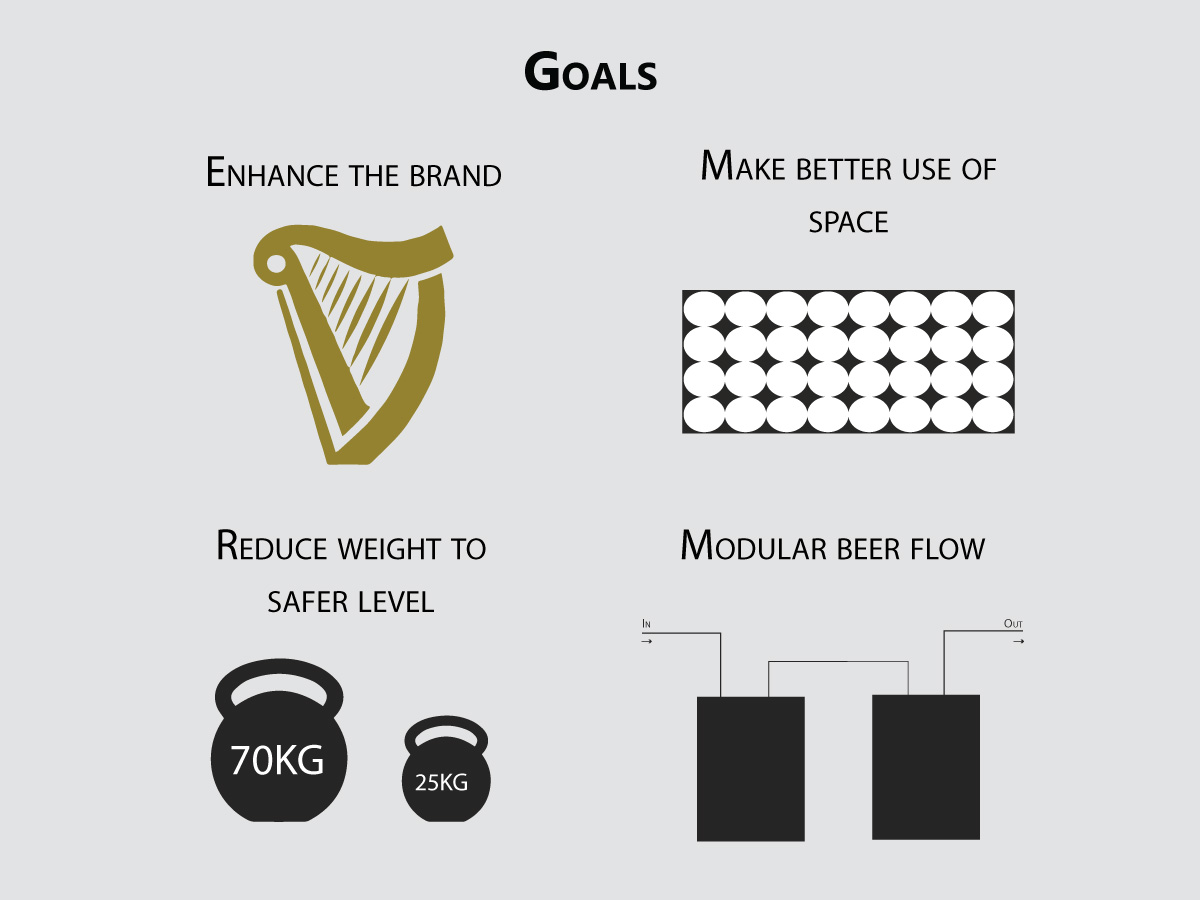 Goals
Enhance the brand
Make better use of
space
Reduce weight to
safer level
70KG
25KG
Modular beer flow
In
Out
→
→